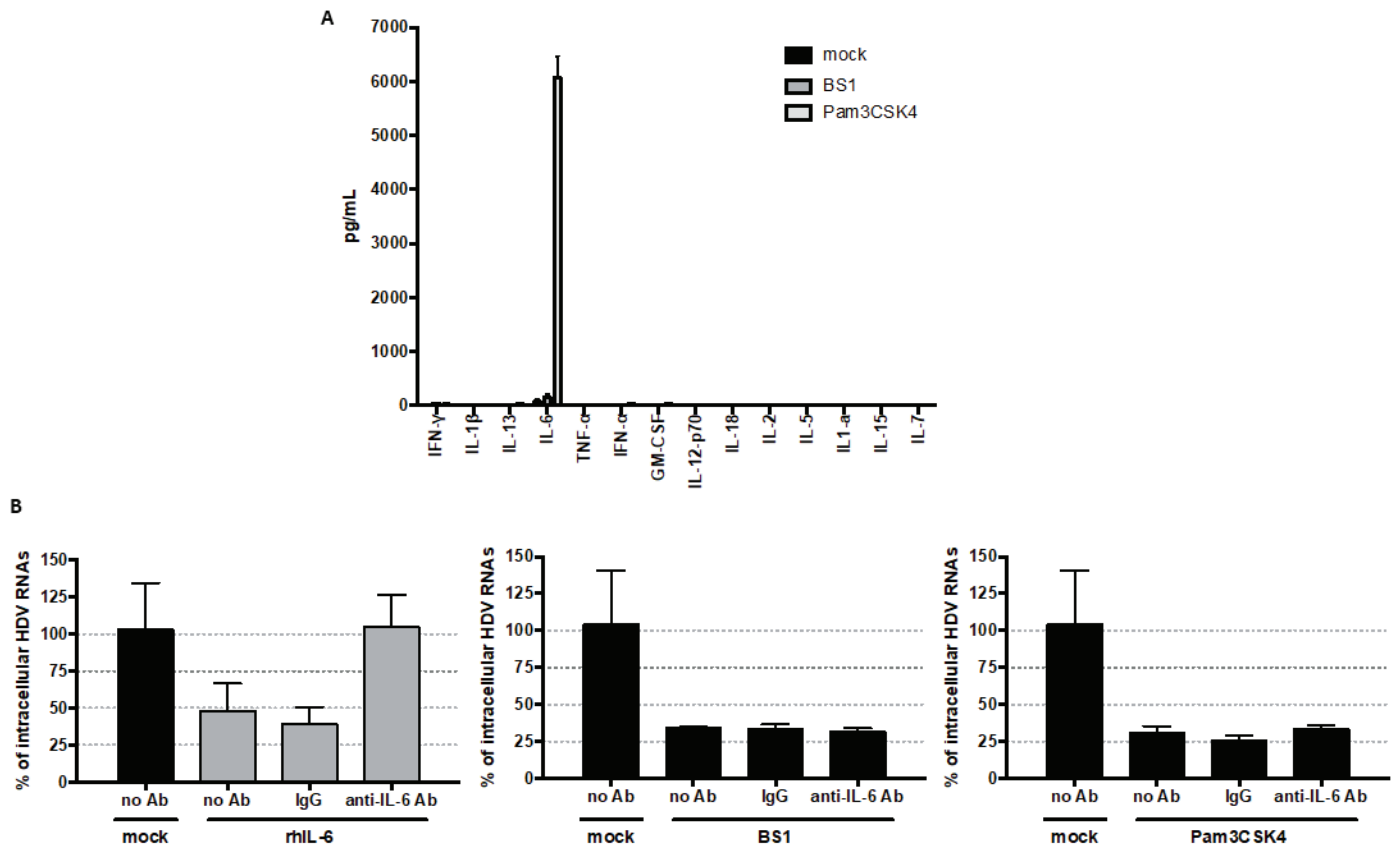 A
7000
6000
5000
4000
3000
2000
1000
0
pg/mL
mock
BS1
Pam3CSK4
IFN-γ
IL-1β
IL-13
IL-6
TNF-α
IFN-α
GM-CSF
IL-12-p70
IL-18
IL-2
IL-5
IL1-a
IL-15
IL-7
B
% of intracellular HDV RNAs
150
125
100
75
50
25
0
no Ab no Ab IgG anti-IL-6 Ab
mock rhIL-6
% of intracellular HDV RNAs
150
125
100
75
50
25
0
no Ab no Ab IgG anti-IL-6 Ab
mock BS1
% of intracellular HDV RNAs
150
125
100
75
50
25
0
no Ab no Ab IgG anti-IL-6 Ab
mock Pam3CSK4